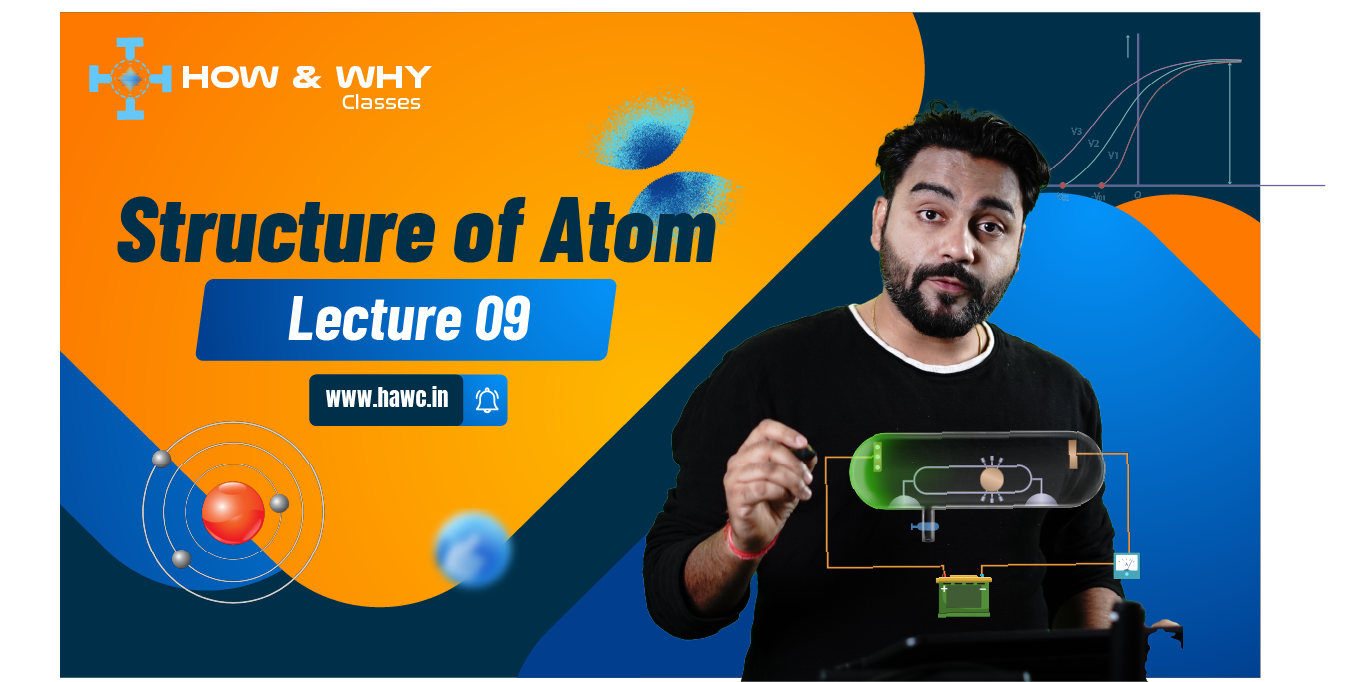 HOW & WHY
Classes
Structure of Atom
Lecture 09
www.hawc.in
V3
V2
V1
O
+ −